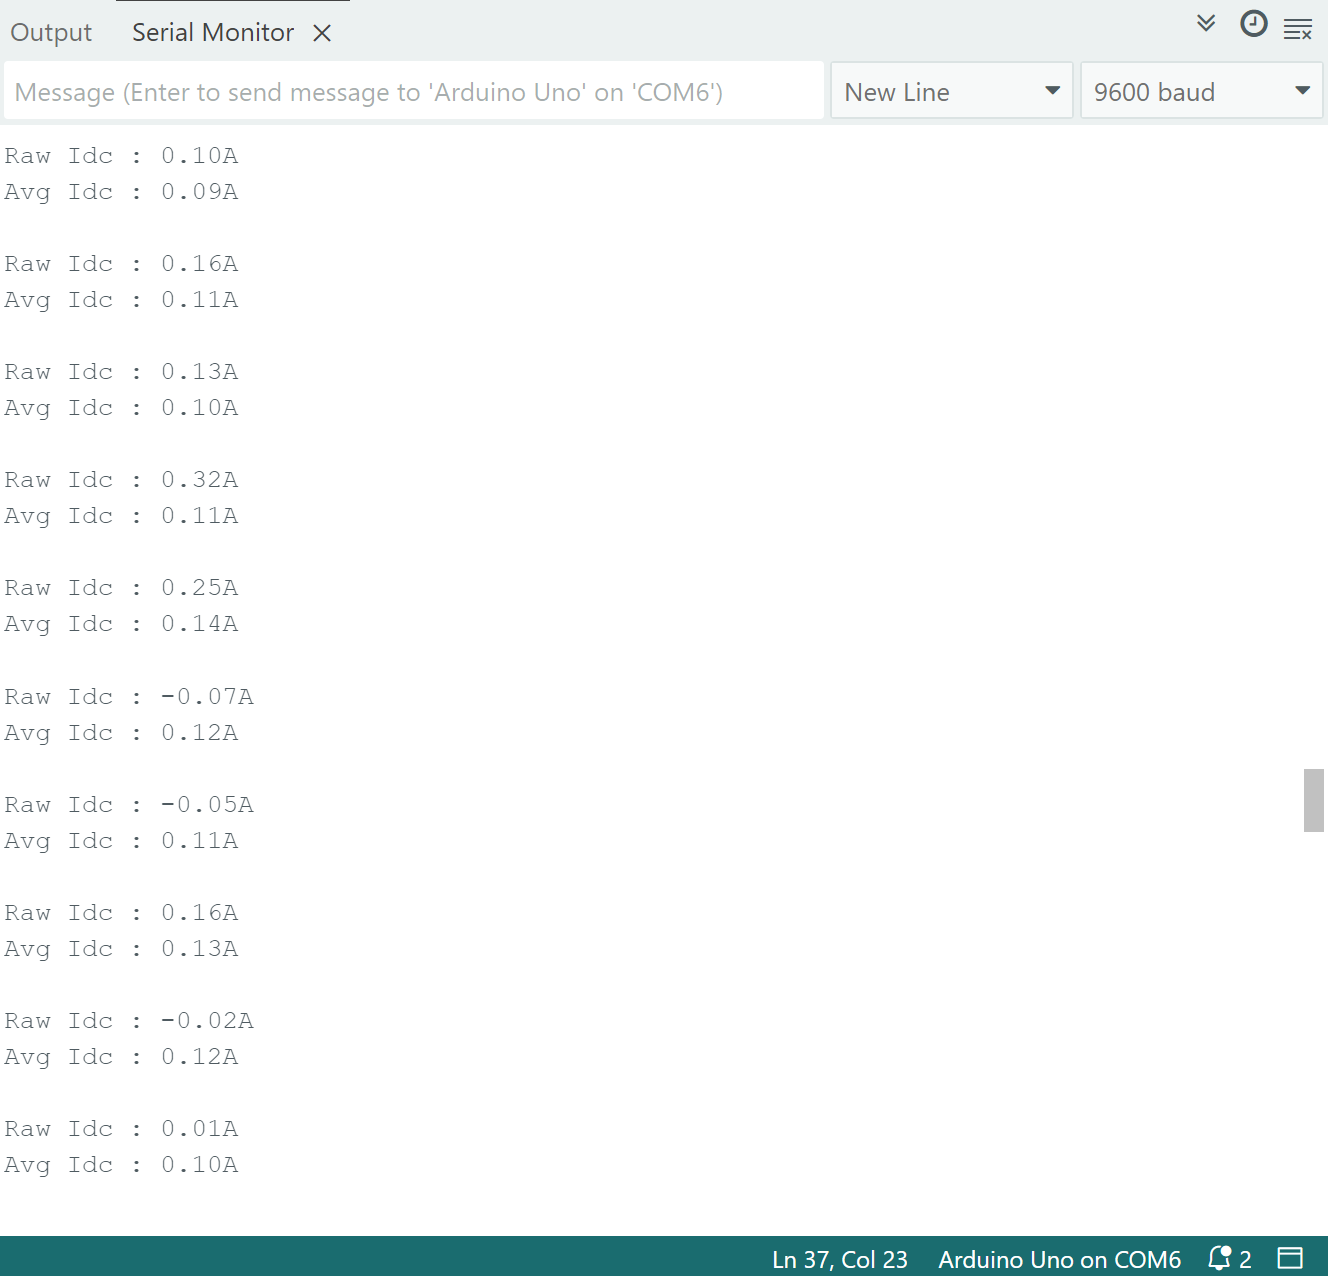 Output Serial Monitor
Message (Enter to send message to 'Arduino Uno' on 'COM6') New Line 9600 baud
Raw Idc : 0.10A
Avg Idc : 0.09A
Raw Idc : 0.16A
Avg Idc : 0.11A
Raw Idc : 0.13A
Avg Idc : 0.10A
Raw Idc : 0.32A
Avg Idc : 0.11A
Raw Idc : 0.25A
Avg Idc : 0.14A
Raw Idc : -0.07A
Avg Idc : 0.12A
Raw Idc : -0.05A
Avg Idc : 0.11A
Raw Idc : 0.16A
Avg Idc : 0.13A
Raw Idc : -0.02A
Avg Idc : 0.12A
Raw Idc : 0.01A
Avg Idc : 0.10A
Ln 37, Col 23 Arduino Uno on COM6 2